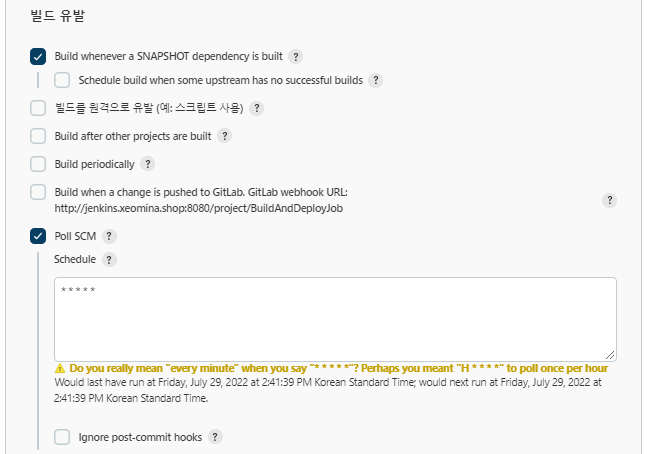 빌드 유발
Build whenever a SNAPSHOT dependency is built ?
Schedule build when some upstream has no successful builds ?
빌드를 원격으로 유발 (예: 스크립트 사용) ?
Build after other projects are built ?
Build periodically ?
Build when a change is pushed to GitLab. GitLab webhook URL:
http://jenkins.xeomina.shop:8080/project/BuildAndDeployJob ?
Poll SCM ?
Schedule ?
* * * * *
Do you really mean "every minute" when you say "* * * * *"? Perhaps you meant "H * * * *" to poll once per hour
Would last have run at Friday, July 29, 2022 at 2:41:39 PM Korean Standard Time; would next run at Friday, July 29, 2022 at
2:41:39 PM Korean Standard Time.
Ignore post-commit hooks ?